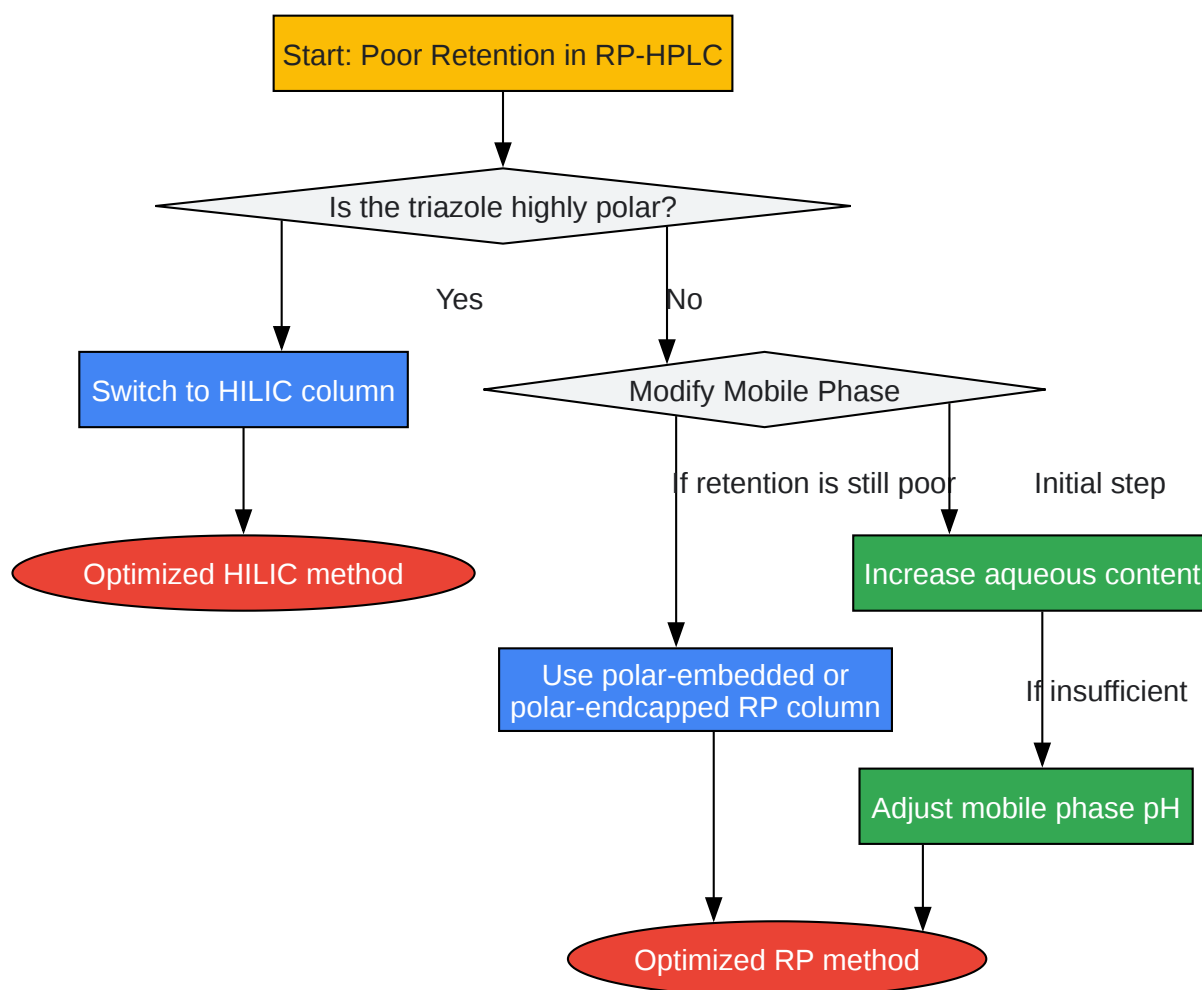 Start: Poor Retention in RP-HPLC
Is the triazole highly polar?
Yes
No
Switch to HILIC column
Modify Mobile Phase
If retention is still poor
Initial step
Optimized HILIC method
Increase aqueous content
Use polar-embedded or
polar-endcapped RP column
If insufficient
Adjust mobile phase pH
Optimized RP method